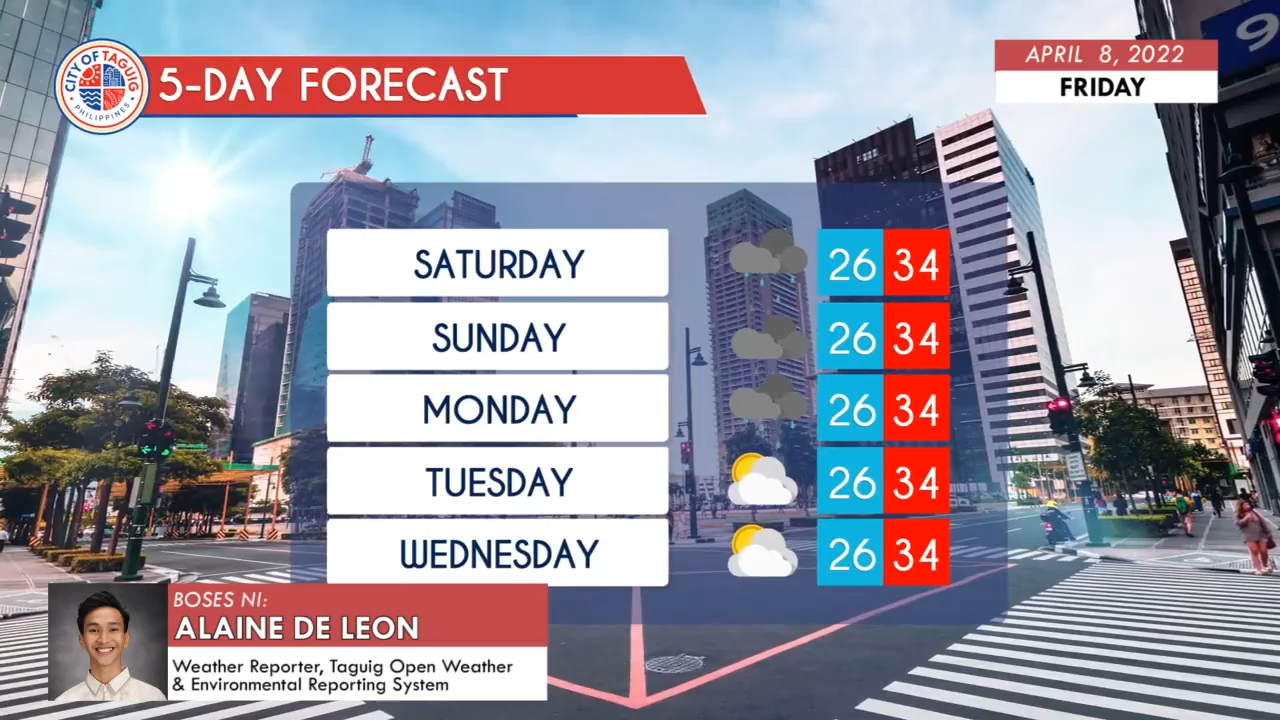 CITY OF TAGUIG
PHILIPPINES
5-DAY FORECAST
APRIL 8, 2022
FRIDAY
9
SATURDAY 26 34
SUNDAY 26 34
MONDAY 26 34
TUESDAY 26 34
WEDNESDAY 26 34
BOSES NI:
ALAINE DE LEON
Weather Reporter, Taguig Open Weather
& Environmental Reporting System